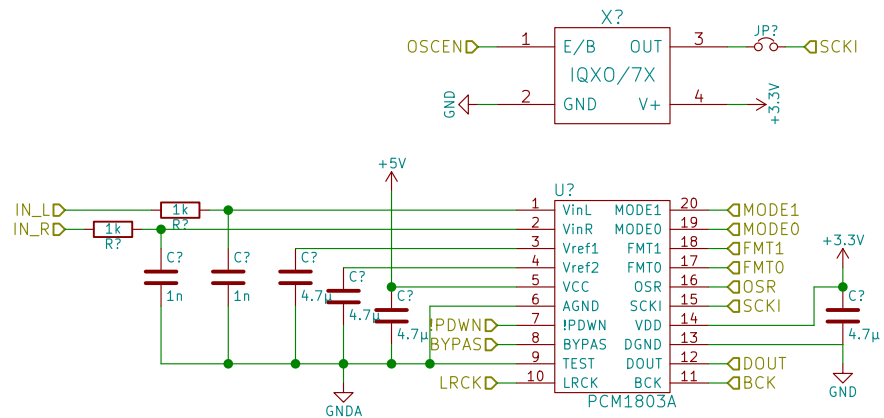 X?
OSCEN 1 E/B OUT 3 JP? SCKI
IQXO/7X
GND 2 GND V+ 4 +3.3V
+5V
U?
IN_L 1k 1 VinL MODE1 20 MODE1
R?
IN_R 1k 2 VinR MODE0 19 MODE0
R?
3 Vref1 FMT1 18 FMT1
+3.3V
C? C? C? 4 Vref2 FMT0 17 FMT0
C? 5 VCC OSR 16 OSR
1n 1n 4.7µ C? 6 AGND SCKI 15 SCKI C?
4.7µ !PDWN 7 !PDWN VDD 14
4.7µ BYPAS 8 BYPAS DGND 13 4.7µ
9 TEST DOUT 12 DOUT
LRCK 10 LRCK BCK 11 BCK
GND
PCM1803A
GNDA